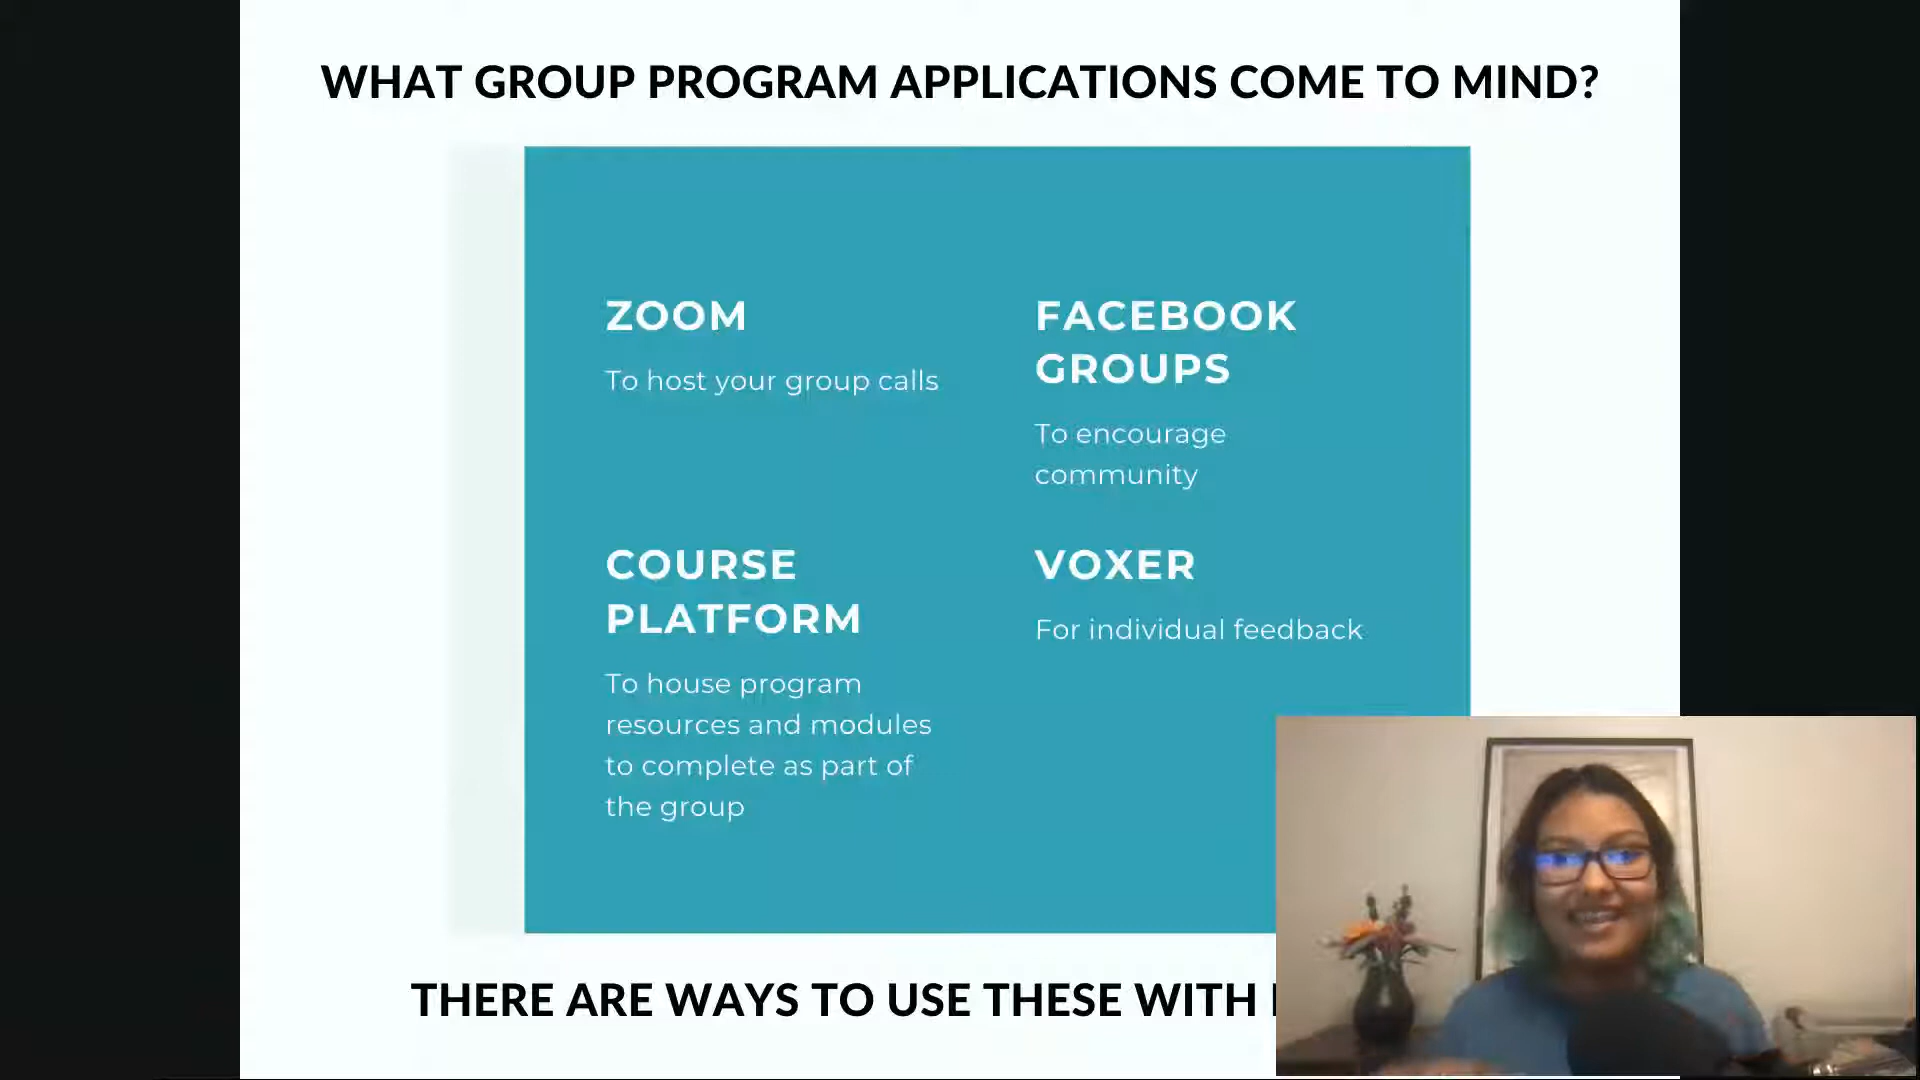 WHAT GROUP PROGRAM APPLICATIONS COME TO MIND?
ZOOM
To host your group calls
FACEBOOK
GROUPS
To encourage
community
COURSE
PLATFORM
To house program
resources and modules
to complete as part of
the group
VOXER
For individual feedback
THERE ARE WAYS TO USE THESE WITH